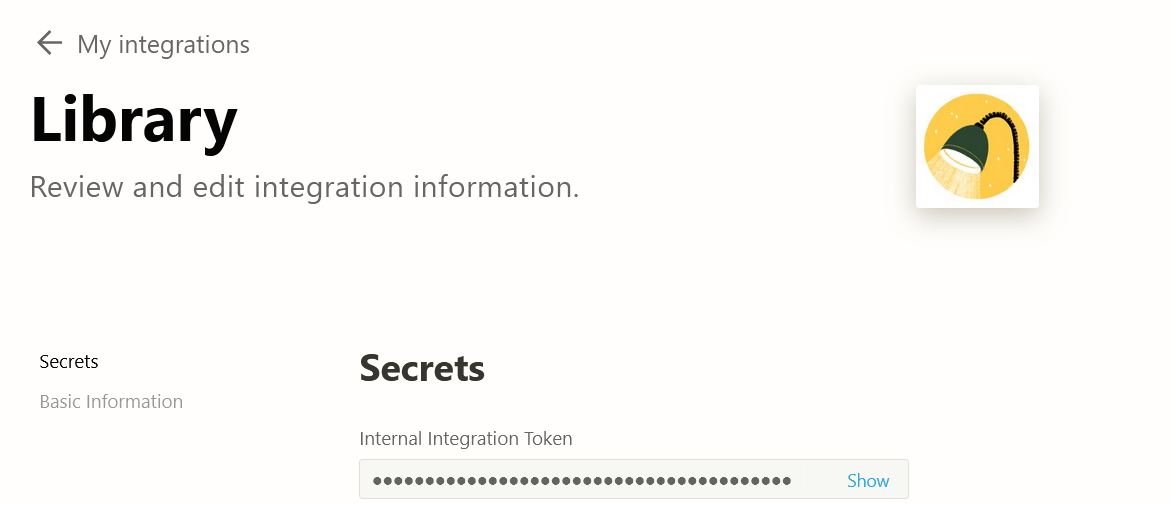 My integrations
Library
Review and edit integration information.
Secrets
Basic Information
Secrets
Internal Integration Token
•••••••••••••••••••••••••••••••••••••••• Show